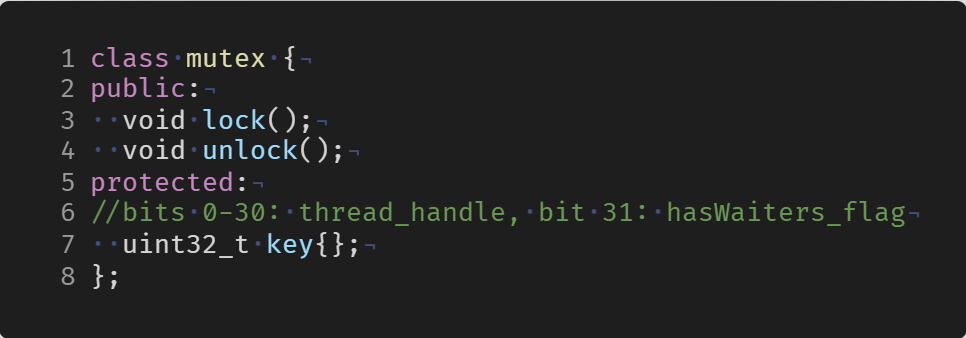 1 class·mutex·{¬
2 public:¬
3 ··void·lock();¬
4 ··void·unlock();¬
5 protected:¬
6 //bits·0-30:·thread_handle,·bit·31:·hasWaiters_flag¬
7 ··uint32_t·key{};¬
8 };